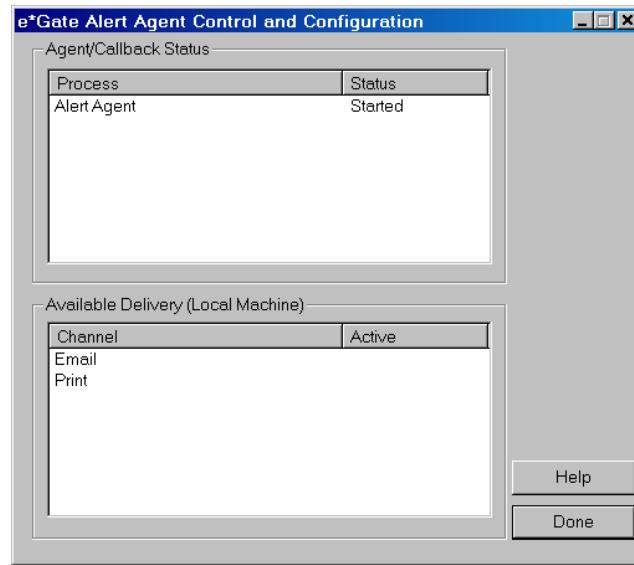 e*Gate Alert Agent Control and Configuration
Agent/Callback Status
Process Status
Alert Agent Started
Available Delivery (Local Machine)
Channel Active
Email
Print
Help
Done